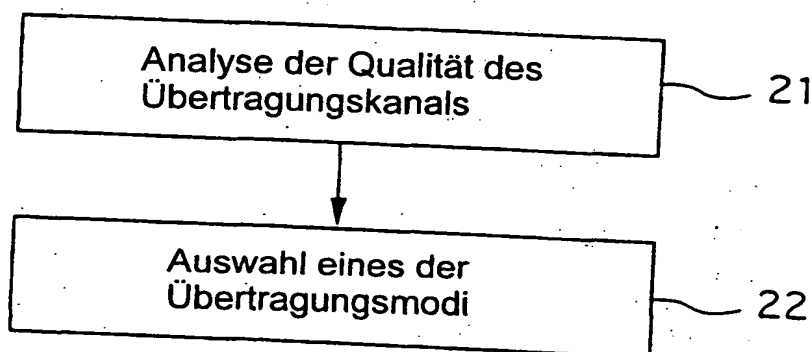 Analyse der Qualität des
Übertragungskanals
21
Auswahl eines der
Übertragungsmodi
22